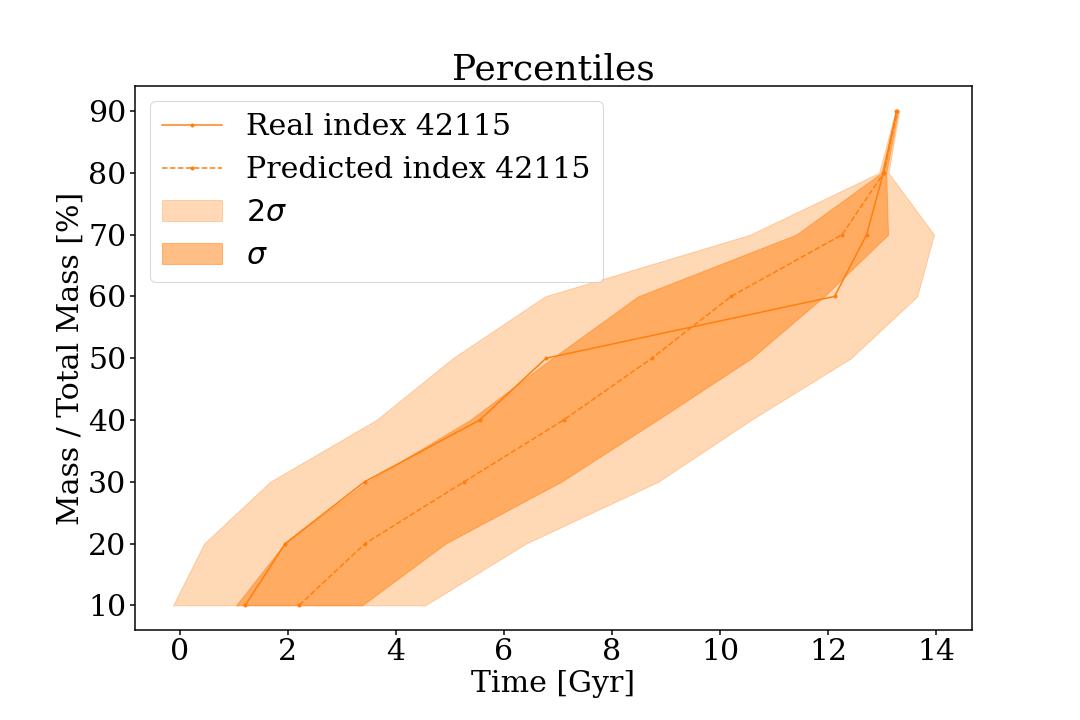 Percentiles
Real index 42115
Predicted index 42115
2σ
σ
Mass / Total Mass [%]
90
80
70
60
50
40
30
20
10
0 2 4 6 8 10 12 14
Time [Gyr]